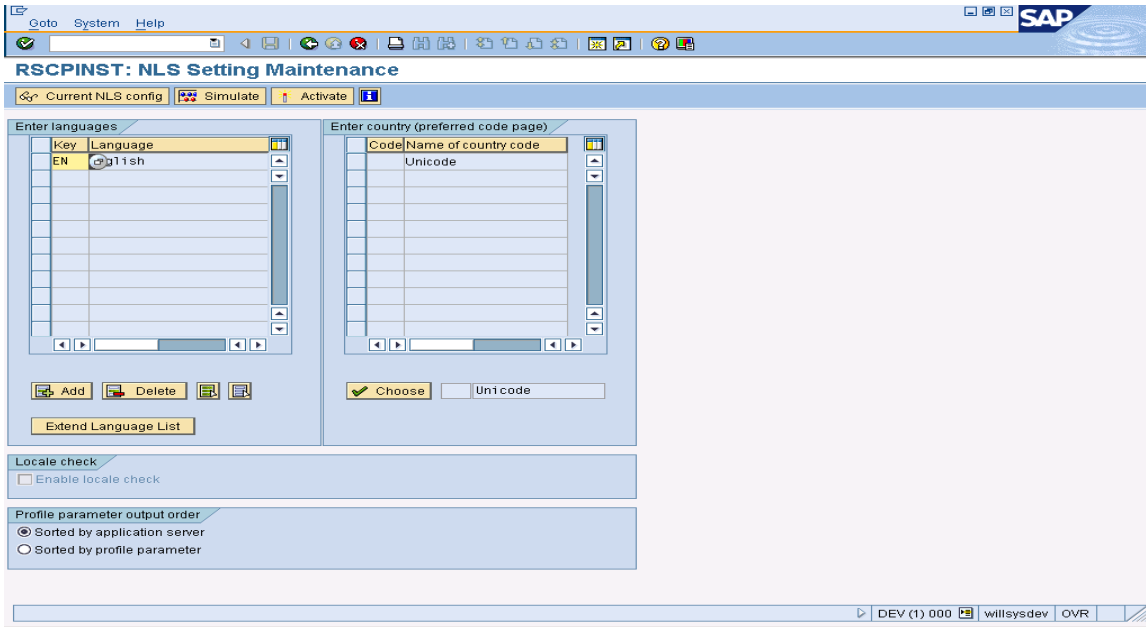 Goto System Help
SAP
RSCPINST: NLS Setting Maintenance
Current NLS config Simulate Activate
Enter languages
Key Language
EN glish
Enter country (preferred code page)
Code Name of country code
Unicode
Add Delete
Choose Unicode
Extend Language List
Locale check
Enable locale check
Profile parameter output order
Sorted by application server
Sorted by profile parameter
DEV (1) 000 willsysdev OVR